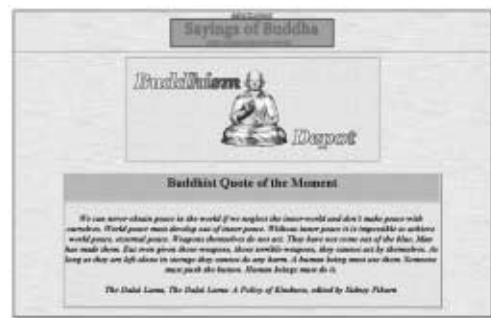 Sayings of Buddha
Buddhism
Depot
Buddhist Quote of the Moment
We can never obtain peace in the world if we neglect the inner world and don't make peace with
ourselves. World peace must develop out of inner peace. Without inner peace it is impossible to achieve
world peace, external peace. Weapons themselves do not act. They have not come out of the blue. Man
has made them. But even given those weapons, those terrible weapons, they cannot act by themselves. As
long as they are left alone in storage they cannot do any harm. A human being must use them. Someone
must push the button. Human beings must do it.
The Dalai Lama, The Dalai Lama: A Policy of Kindness, edited by Sidney Piburn